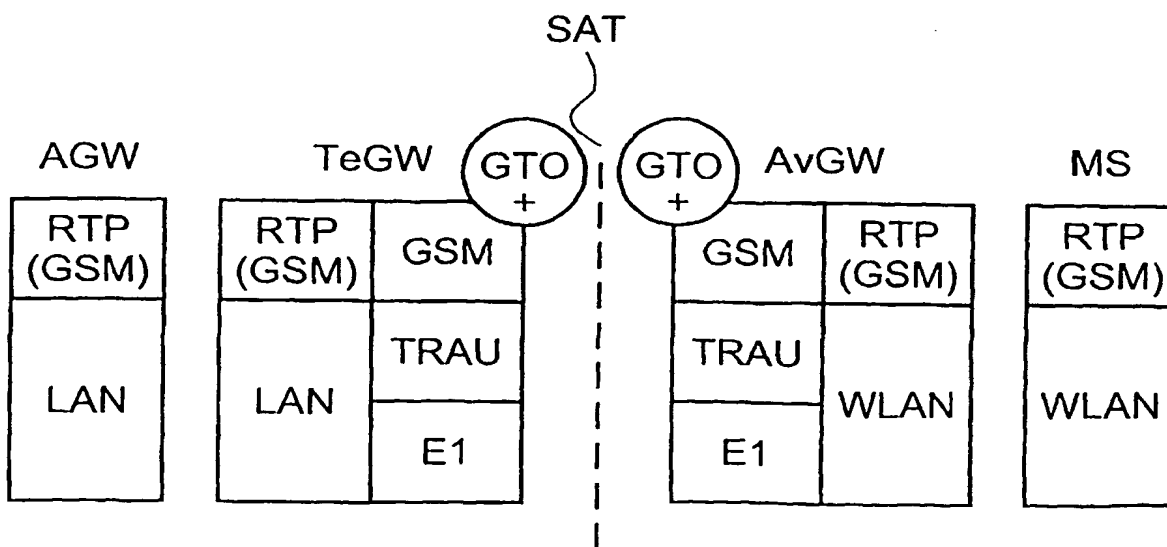 SAT
AGW
TeGW
GTO
+
GTO
+
AvGW
MS
RTP
(GSM)
RTP
(GSM)
GSM
GSM
RTP
(GSM)
RTP
(GSM)
LAN
LAN
TRAU
E1
TRAU
E1
WLAN
WLAN